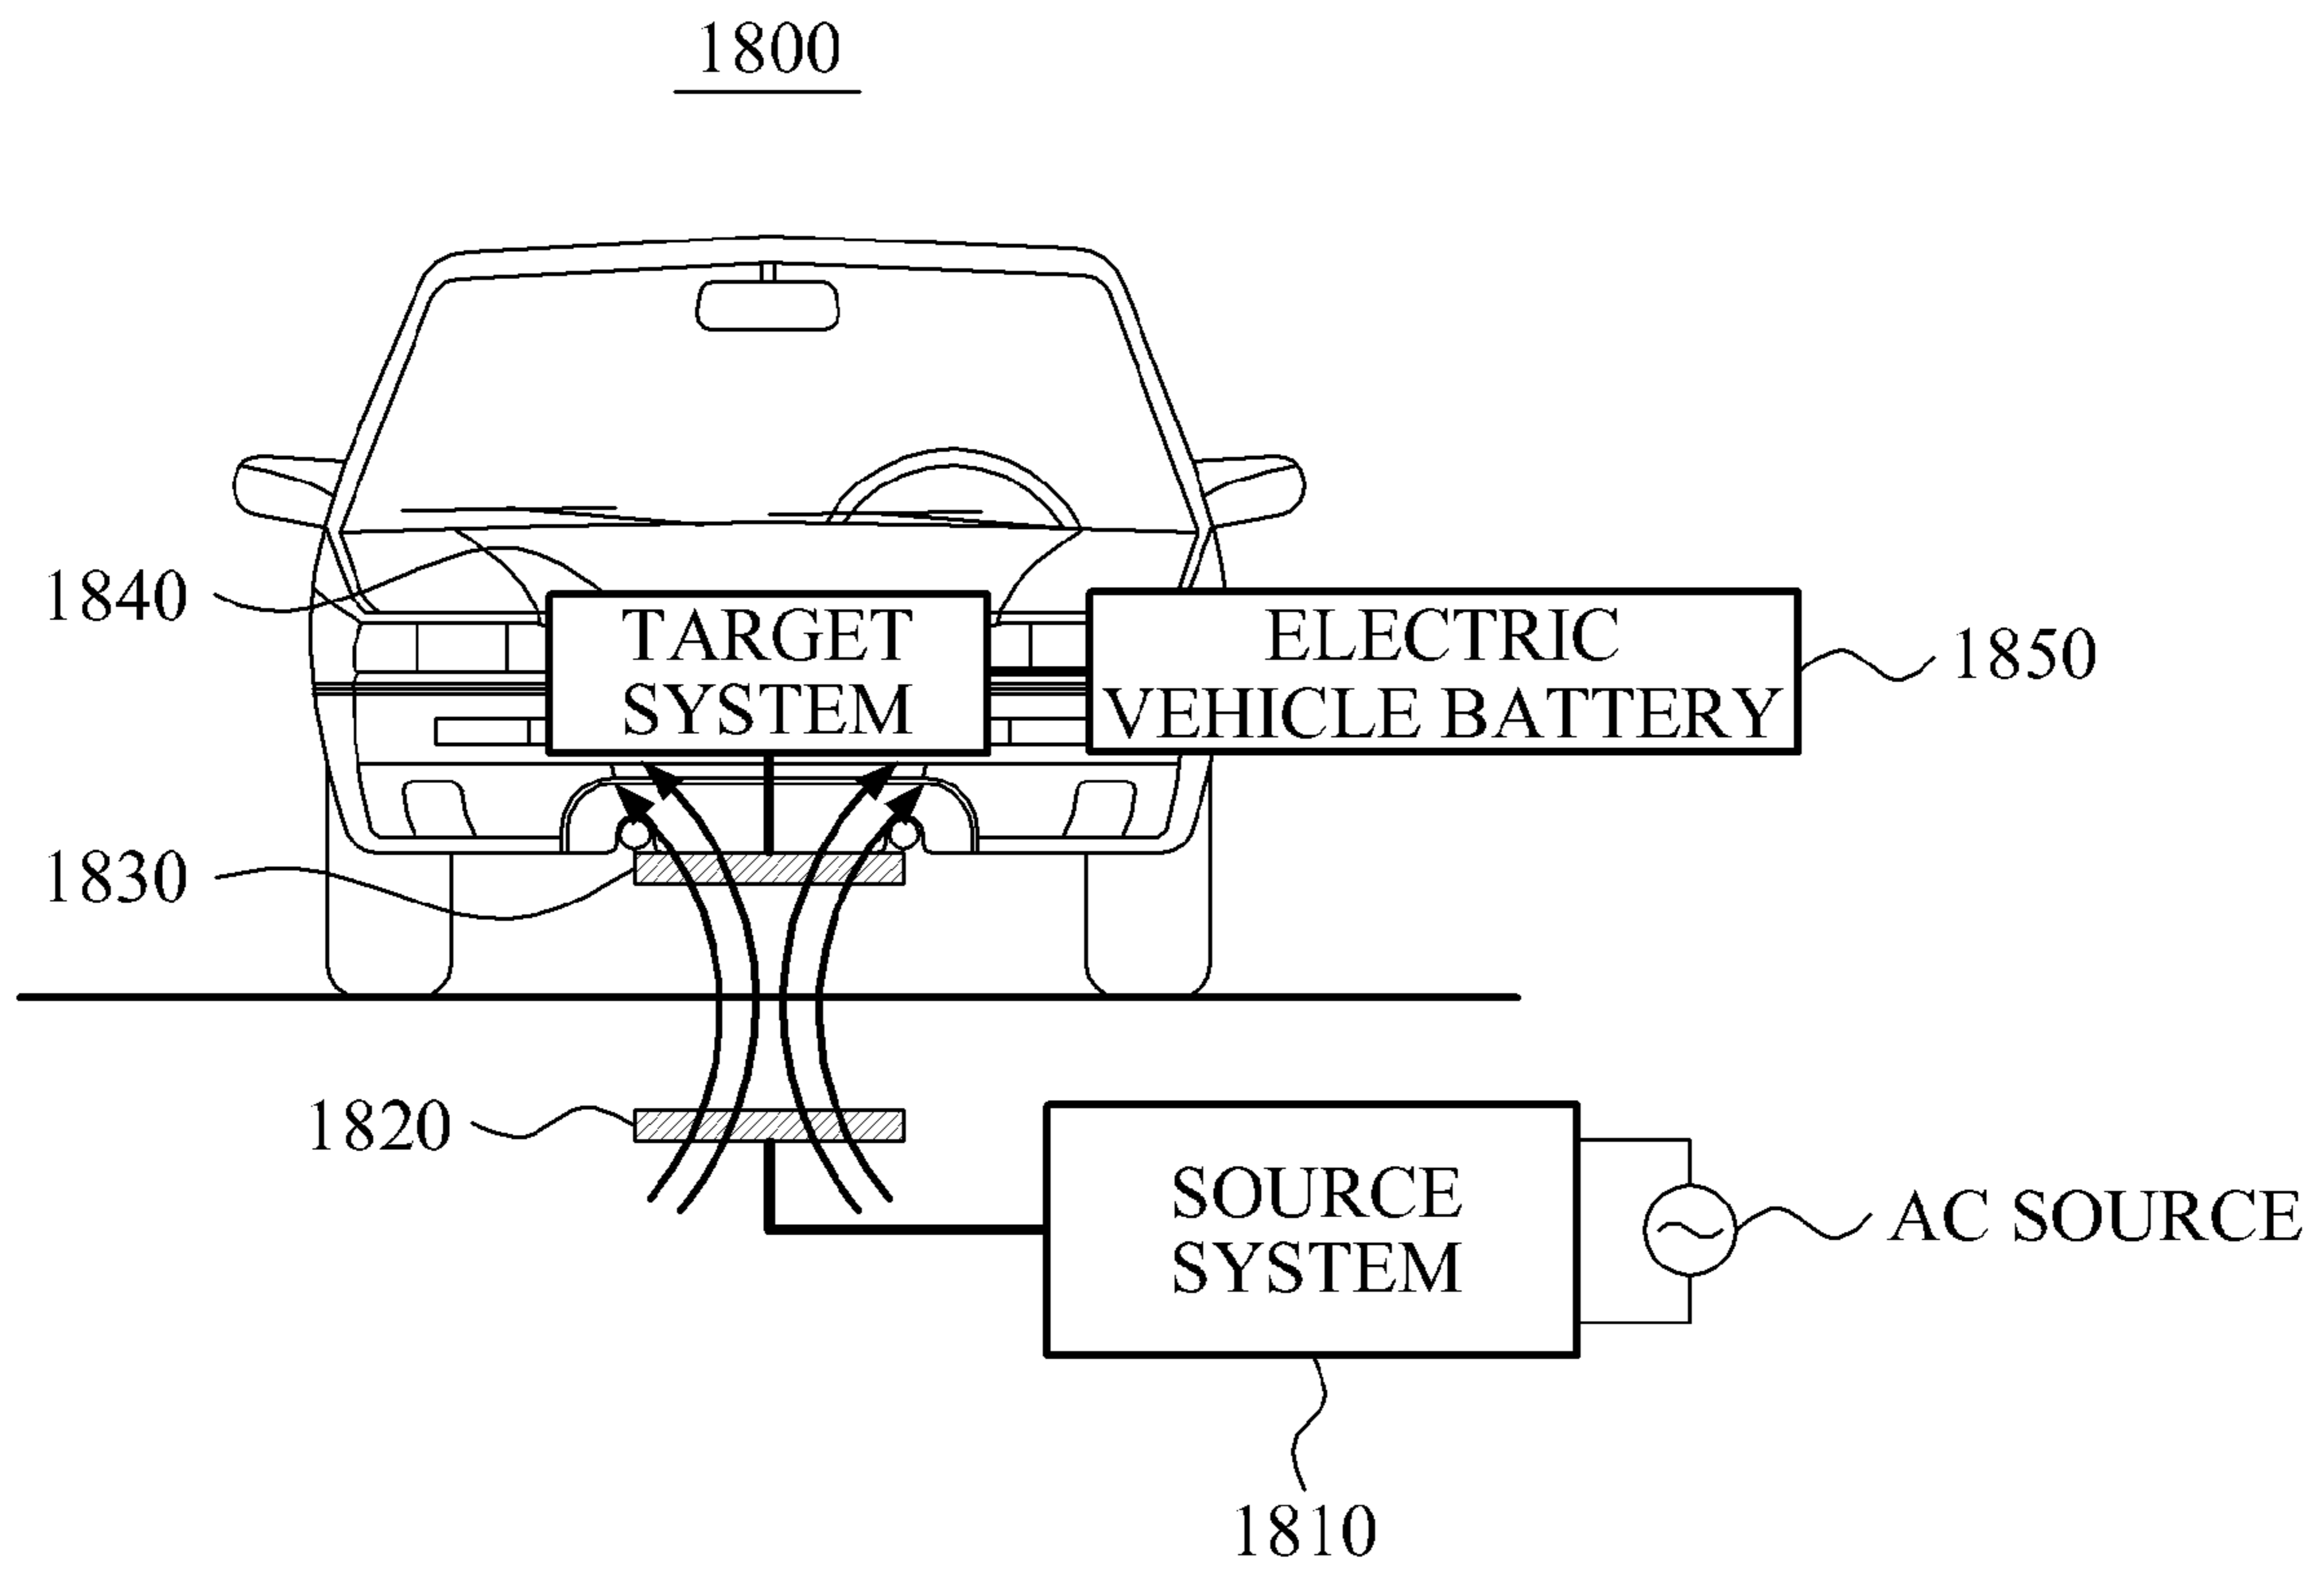 1800
1840
TARGET
SYSTEM
ELECTRIC
VEHICLE BATTERY
1850
1830
1820
SOURCE
SYSTEM
AC SOURCE
1810